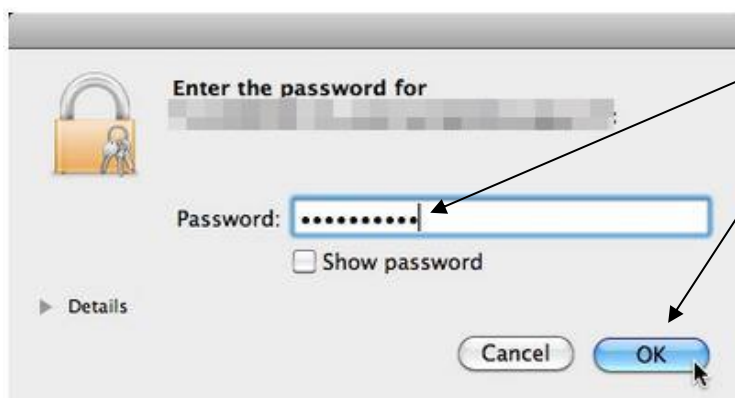 Enter the password for
:
Password: ••••••••••
Show password
Details
Cancel OK